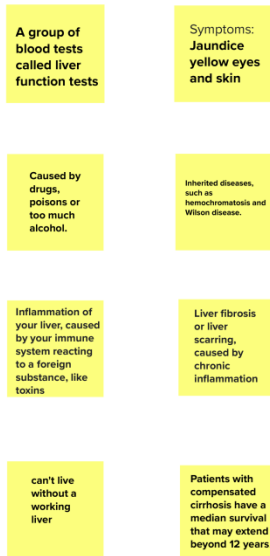 A group of
blood tests
called liver
function tests
Symptoms:
Jaundice
yellow eyes
and skin
Caused by
drugs,
poisons or
too much
alcohol.
Inherited diseases,
such as
hemochromatosis and
Wilson disease.
Inflammation of
your liver, caused
by your immune
system reacting
to a foreign
substance, like
toxins
Liver fibrosis
or liver
scarring,
caused by
chronic
inflammation
can't live
without a
working
liver
Patients with
compensated
cirrhosis have a
median survival
that may extend
beyond 12 years